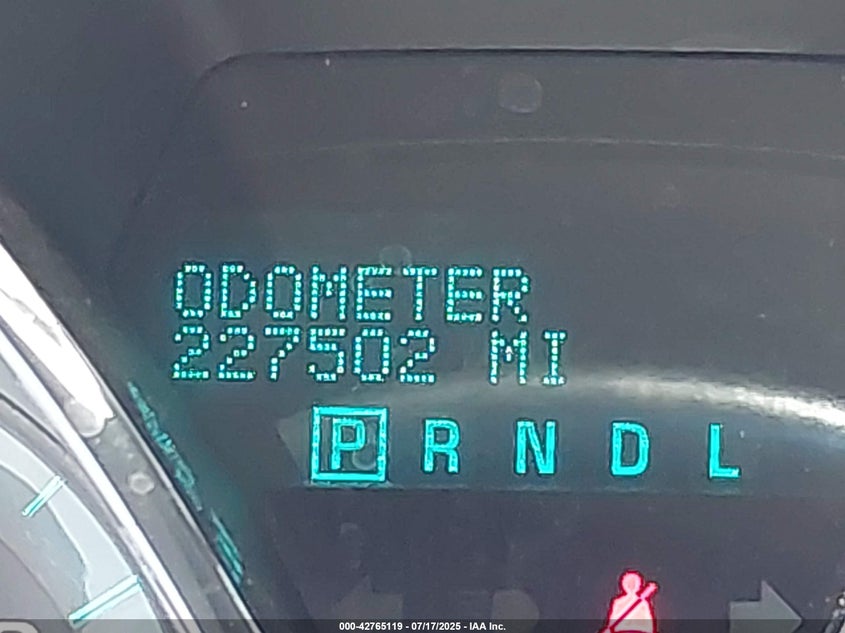 ODOMETER
227502 MI
P R N D L
000-42765119 - 07/17/2025 - IAA Inc.